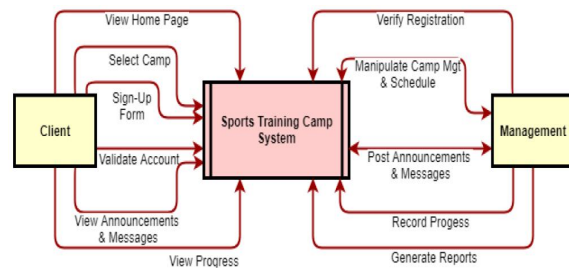 View Home Page
Verify Registration
Select Camp
Manipulate Camp Mgt
& Schedule
Sign-Up
Form
Client
Sports Training Camp
System
Management
Validate Account
Post Announcements
& Messages
View Announcements
& Messages
Record Progess
View Progress
Generate Reports